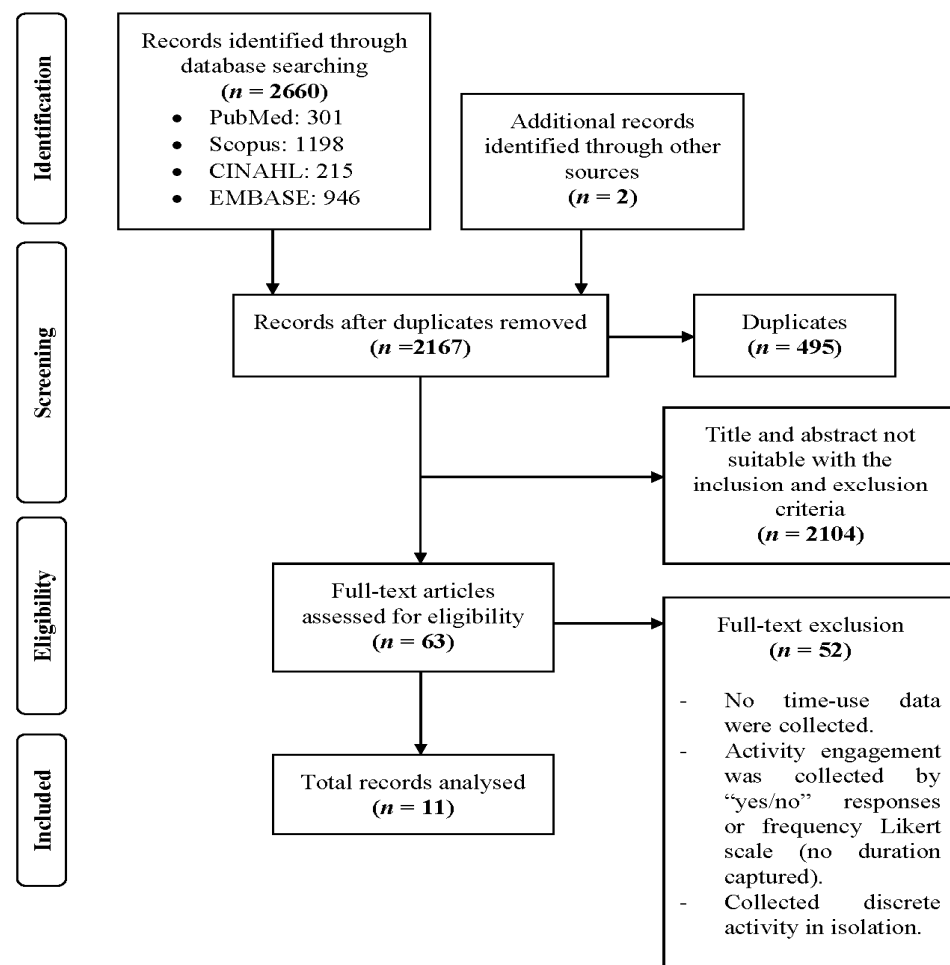 Identification
Records identified through
database searching
(n = 2660)
• PubMed: 301
• Scopus: 1198
• CINAHL: 215
• EMBASE: 946
Additional records
identified through other
sources
(n = 2)
Screening
Records after duplicates removed
(n =2167)
Duplicates
(n = 495)
Title and abstract not
suitable with the
inclusion and exclusion
criteria
(n = 2104)
Eligibility
Full-text articles
assessed for eligibility
(n = 63)
Full-text exclusion
(n = 52)
- No time-use data
were collected.
- Activity engagement
was collected by
“yes/no” responses
or frequency Likert
scale (no duration
captured).
- Collected discrete
activity in isolation.
Included
Total records analysed
(n = 11)